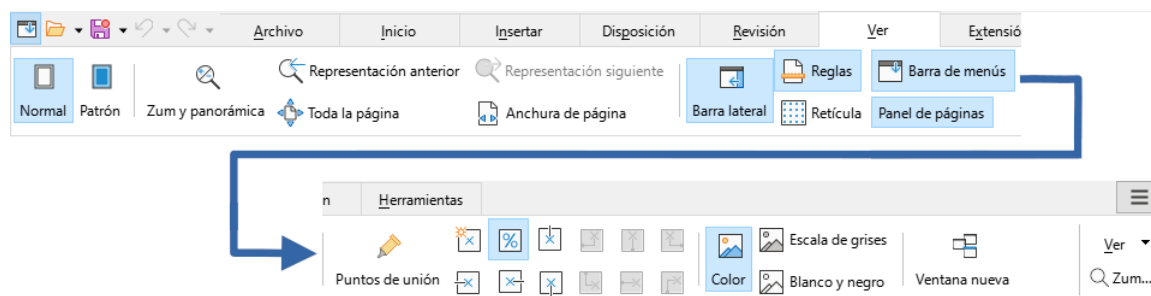 Archivo Inicio Insertar Disposición Revisión Ver Extensió
Representación anterior Representación siguiente Reglas Barra de menús
Normal Patrón Zum y panorámica Toda la página Anchura de página Barra lateral Retícula Panel de páginas
n Herramientas
Escala de grises
Puntos de unión Color Blanco y negro Ventana nueva
Ver
Zum...